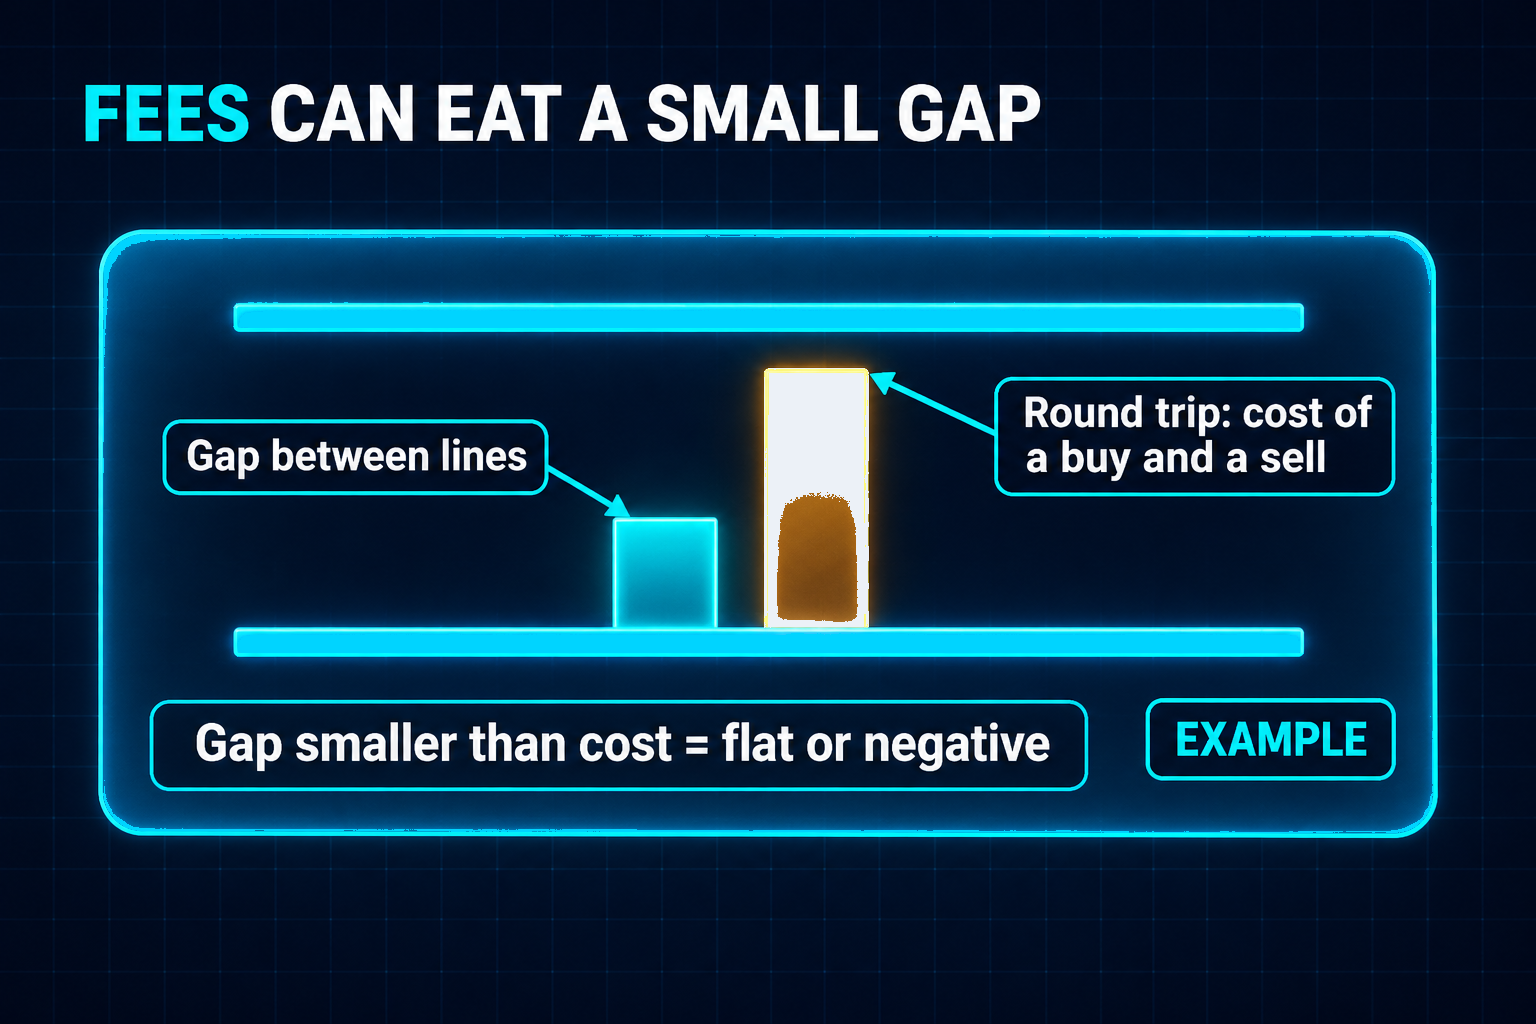 FEES CAN EAT A SMALL GAP
Gap between lines
Round trip: cost of
a buy and a sell
Gap smaller than cost = flat or negative
EXAMPLE